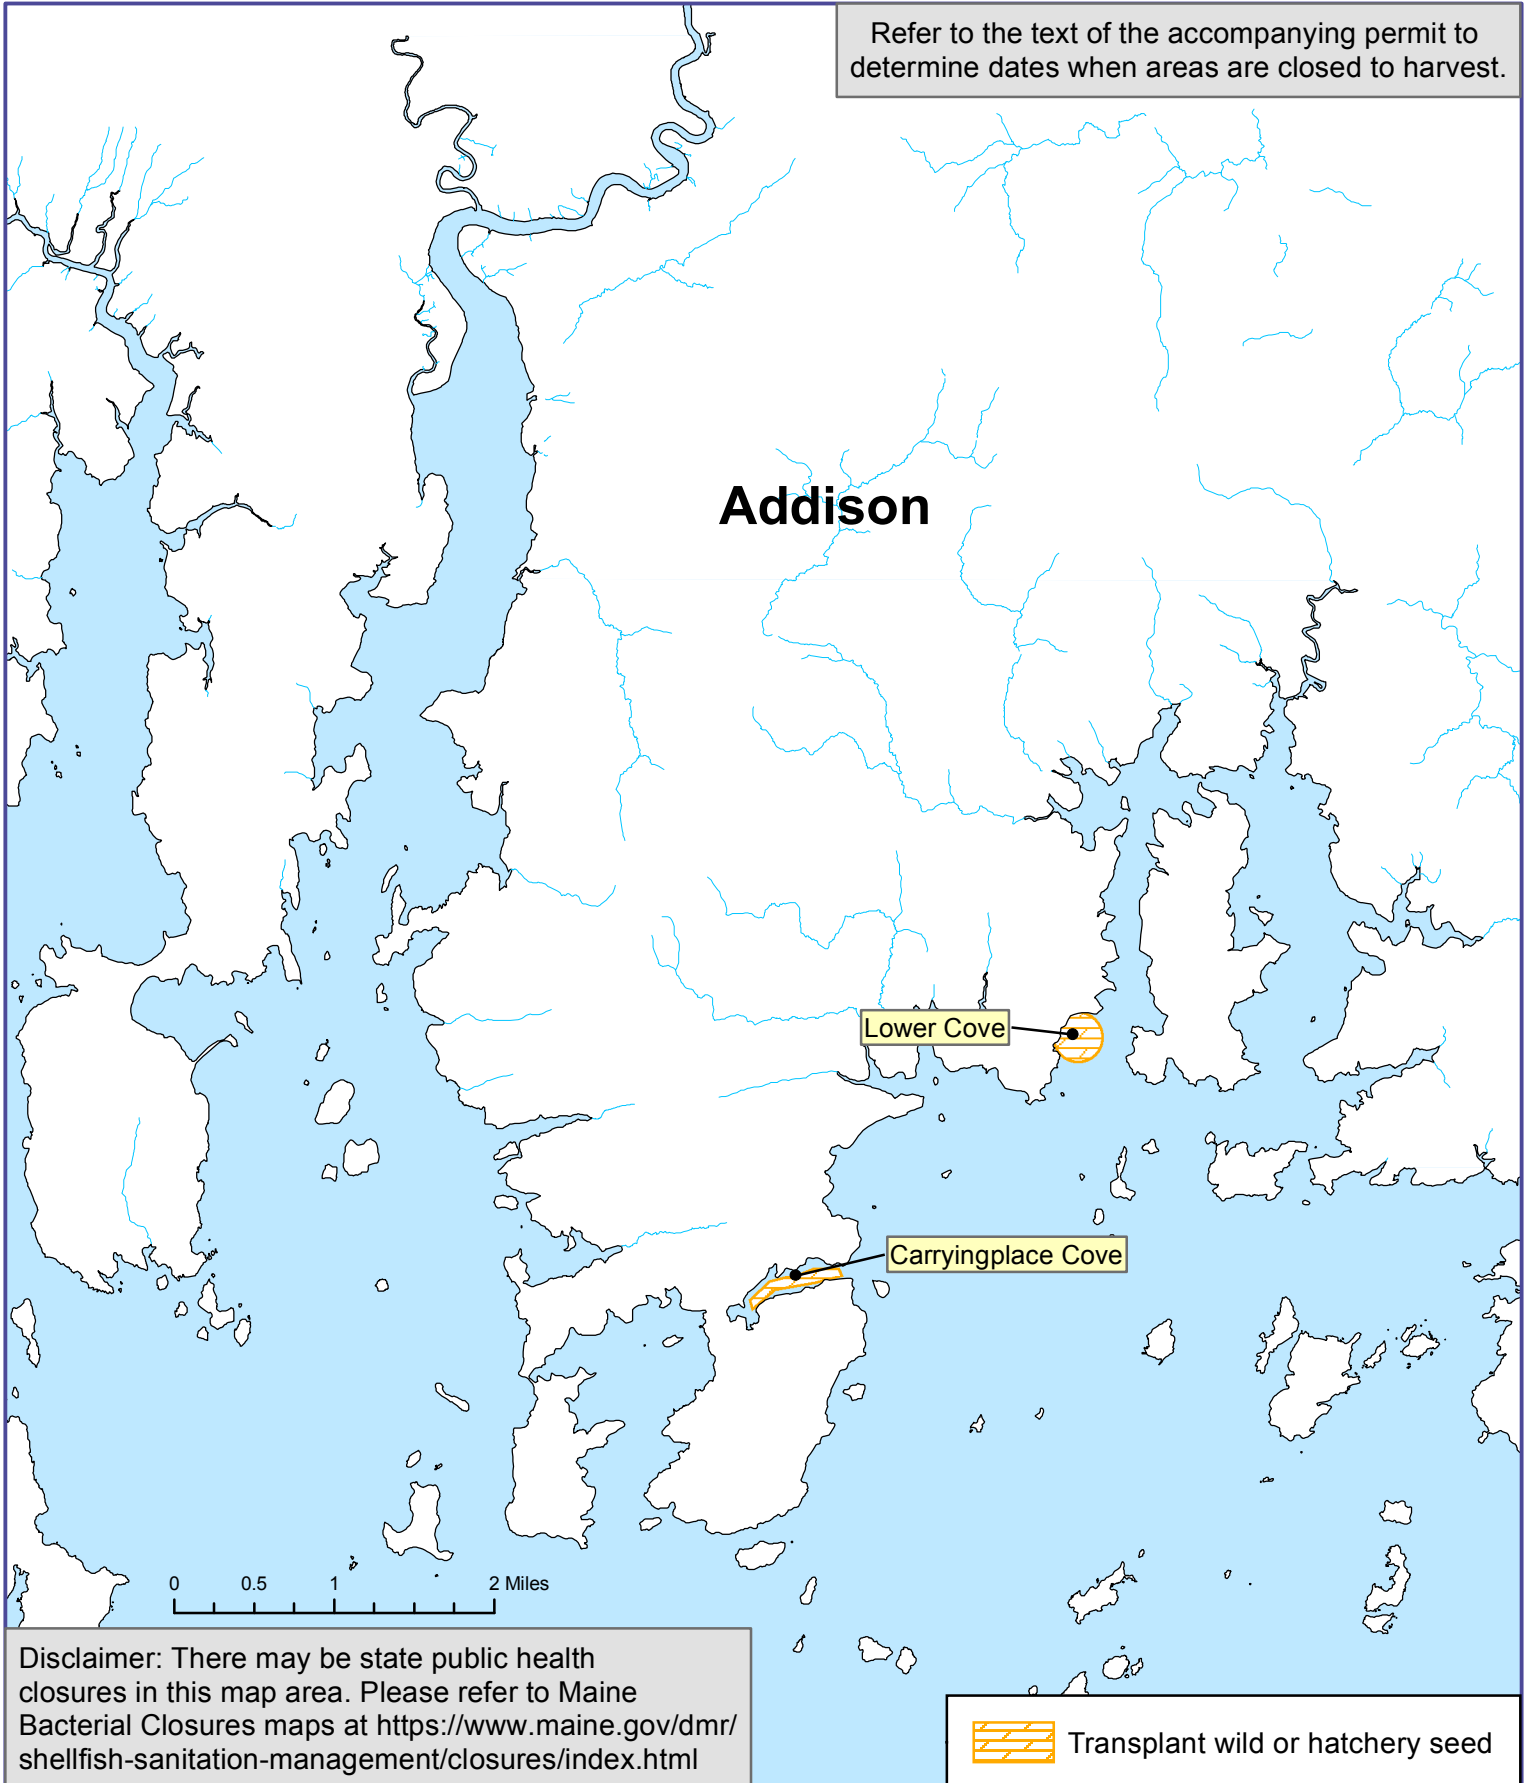 Refer to the text of the accompanying permit to
determine dates when areas are closed to harvest.
Addison
Lower Cove
Carryingplace Cove
0 0.5 1 2 Miles
Disclaimer: There may be state public health
closures in this map area. Please refer to Maine
Bacterial Closures maps at https://www.maine.gov/dmr/
shellfish-sanitation-management/closures/index.html
Transplant wild or hatchery seed